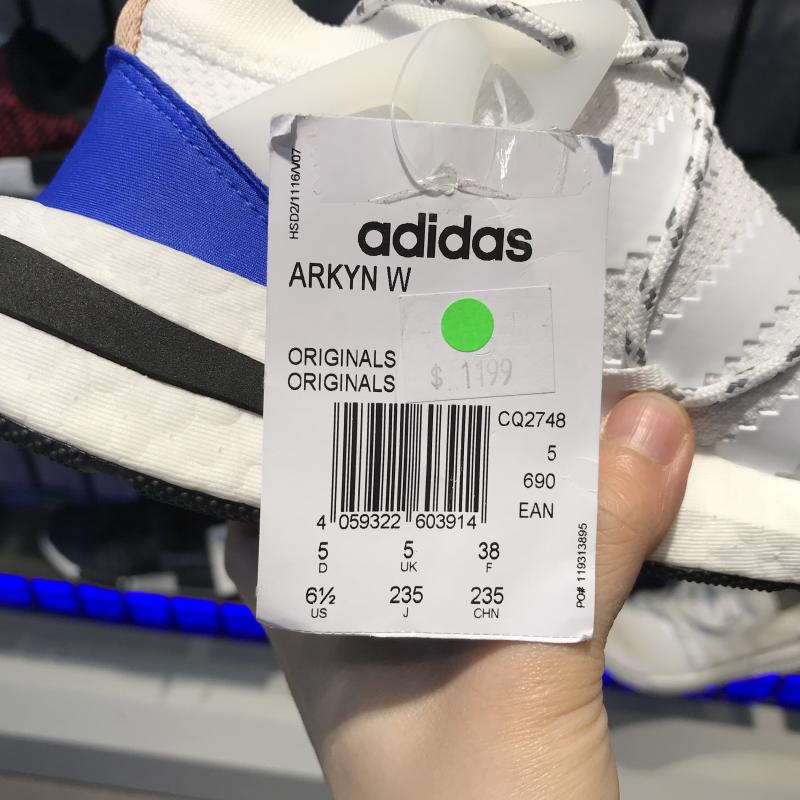 HSD2/1116/V07
adidas
ARKYN W
ORIGINALS
ORIGINALS
$ 1199
CQ2748
5
690
EAN
4 059322 603914
5 5 38
D UK F
6½ 235 235
US J CHN
PO# 119313895